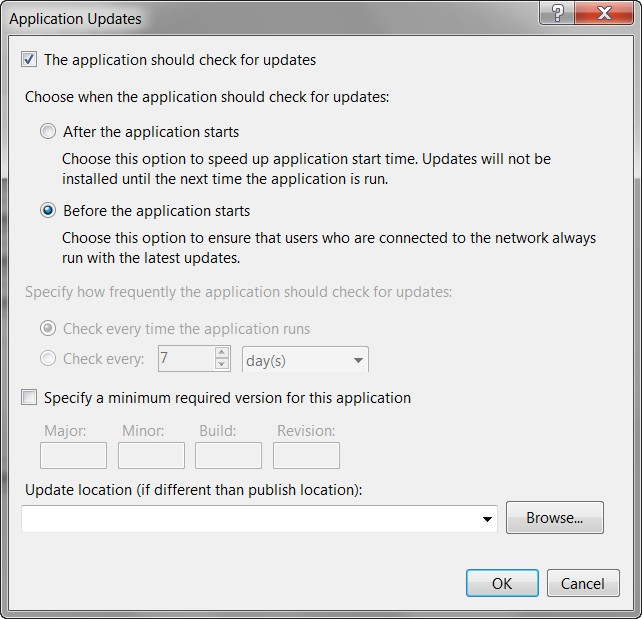 Application Updates
?
The application should check for updates
Choose when the application should check for updates:
After the application starts
Choose this option to speed up application start time. Updates will not be
installed until the next time the application is run.
Before the application starts
Choose this option to ensure that users who are connected to the network always
run with the latest updates.
Specify how frequently the application should check for updates:
Check every time the application runs
Check every: 7 day(s)
Specify a minimum required version for this application
Major: Minor: Build: Revision:
Update location (if different than publish location):
Browse...
OK Cancel